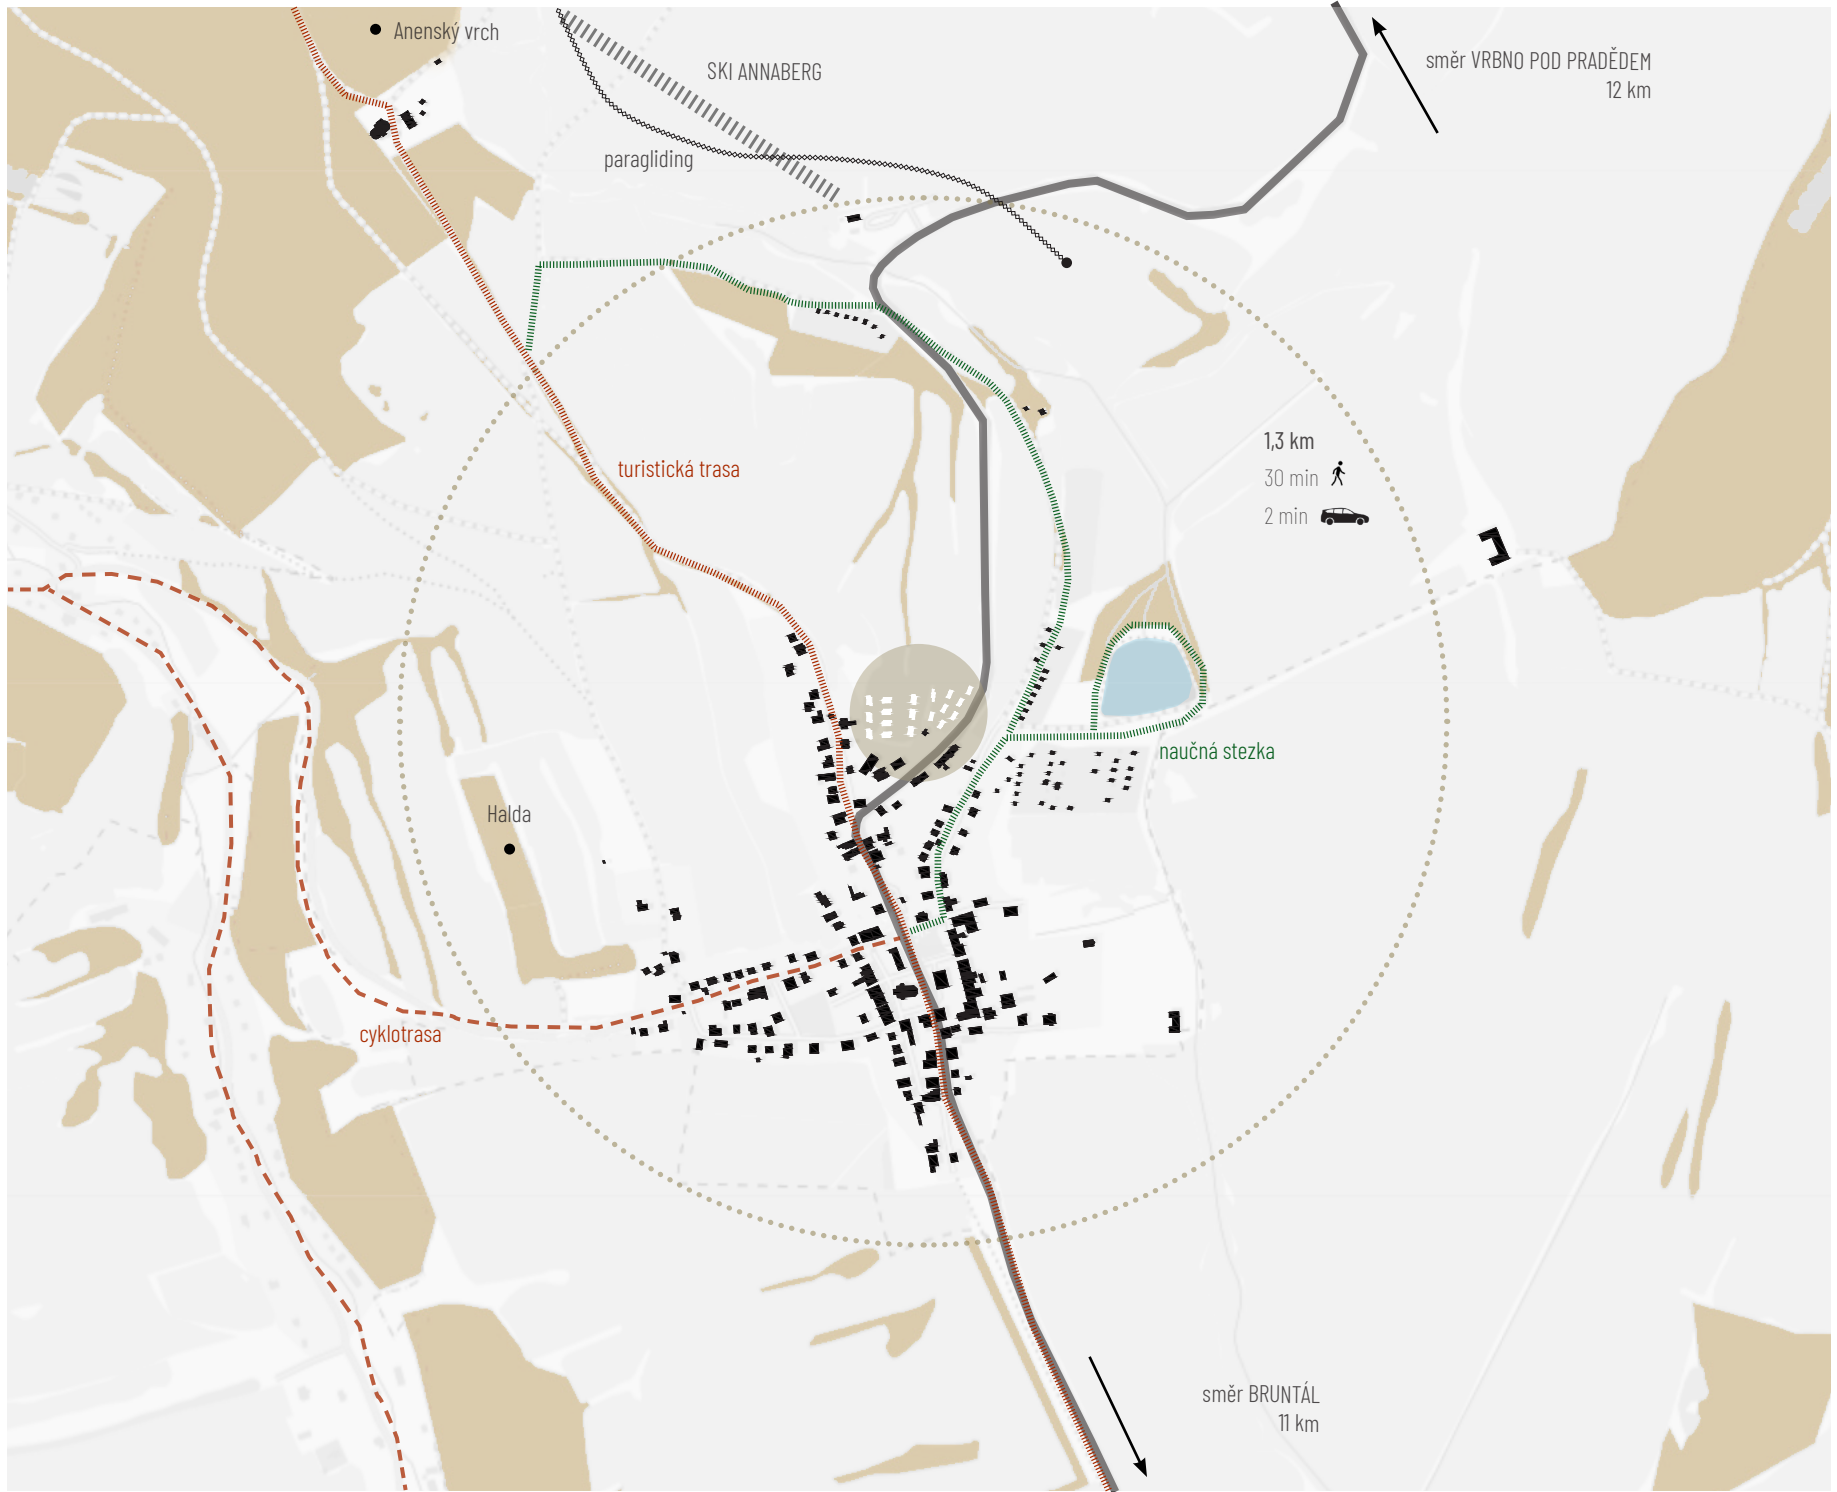 Anenský vrch
SKI ANNABERG
směr VRBNO POD PRADĚDEM
12 km
paragliding
1,3 km
30 min
2 min
turistická trasa
naučná stezka
Halda
cyklotrasa
směr BRUNTÁL
11 km